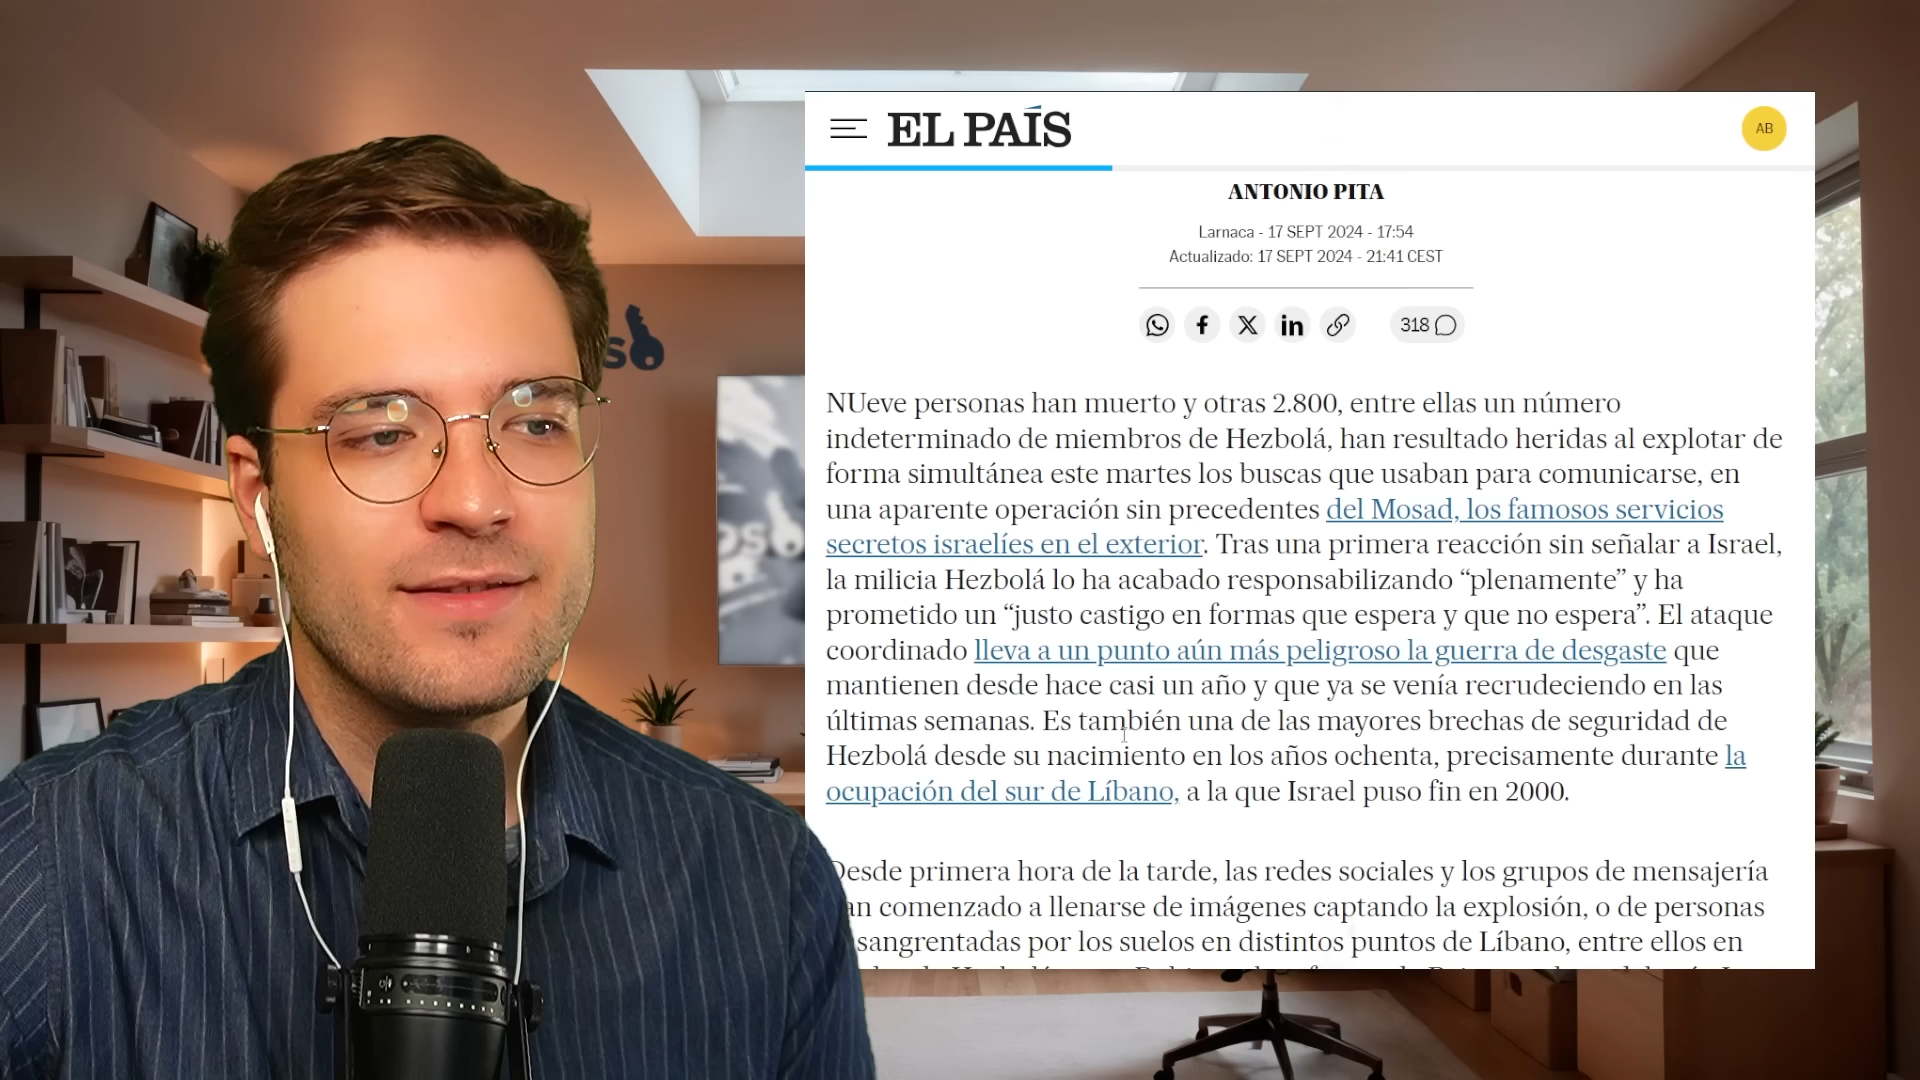 EL PAÍS
AB
ANTONIO PITA
Larnaca - 17 SEPT 2024 - 17:54
Actualizado: 17 SEPT 2024 - 21:41 CEST
318
NUeve personas han muerto y otras 2.800, entre ellas un número
indeterminado de miembros de Hezbolá, han resultado heridas al explotar de
forma simultánea este martes los buscas que usaban para comunicarse, en
una aparente operación sin precedentes del Mosad, los famosos servicios
secretos israelíes en el exterior. Tras una primera reacción sin señalar a Israel,
la milicia Hezbolá lo ha acabado responsabilizando “plenamente” y ha
prometido un “justo castigo en formas que espera y que no espera”. El ataque
coordinado lleva a un punto aún más peligroso la guerra de desgaste que
mantienen desde hace casi un año y que ya se venía recrudeciendo en las
últimas semanas. Es también una de las mayores brechas de seguridad de
Hezbolá desde su nacimiento en los años ochenta, precisamente durante la
ocupación del sur de Líbano, a la que Israel puso fin en 2000.
Desde primera hora de la tarde, las redes sociales y los grupos de mensajería
an comenzado a llenarse de imágenes captando la explosión, o de personas
sangrentadas por los suelos en distintos puntos de Líbano, entre ellos en